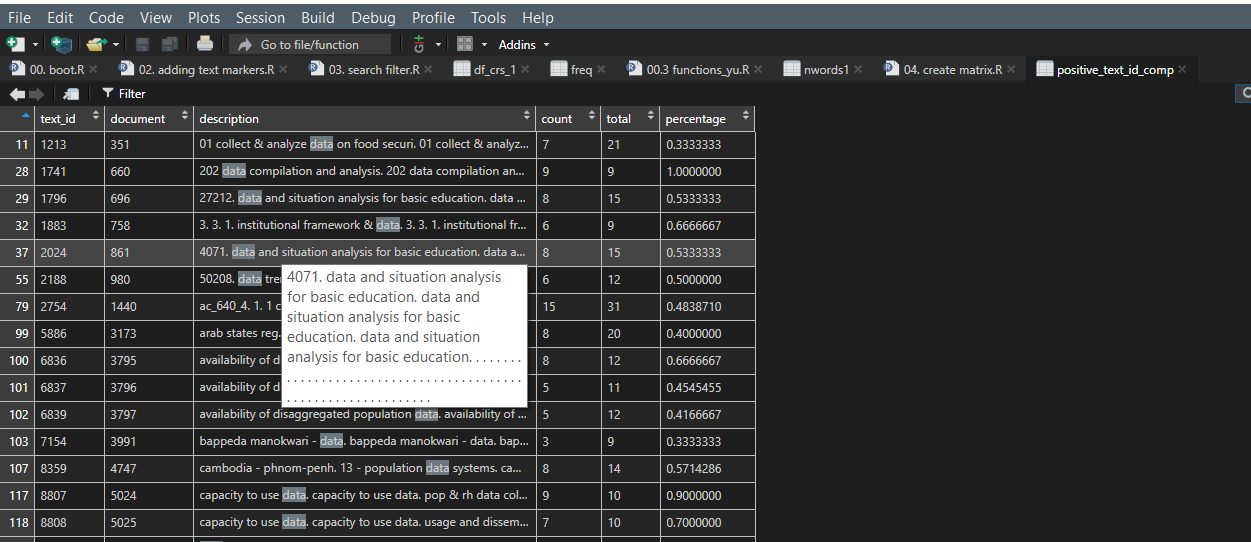 File Edit Code View Plots Session Build Debug Profile Tools Help
Go to file/function Addins
00. boot.R 02. adding text markers.R 03. search filter.R df_crs_1 freq 00.3 functions_yu.R nwords1 04. create matrix.R positive_text_id_comp
Filter
text_id document description count total percentage
11 1213 351 01 collect & analyze data on food securi. 01 collect & analyz... 7 21 0.3333333
28 1741 660 202 data compilation and analysis. 202 data compilation an... 9 9 1.0000000
29 1796 696 27212. data and situation analysis for basic education. data ... 8 15 0.5333333
32 1883 758 3. 3. 1. institutional framework & data. 3. 3. 1. institutional fr... 6 9 0.6666667
37 2024 861 4071. data and situation analysis for basic education. data a... 8 15 0.5333333
55 2188 980 50208. data tre 6 12 0.5000000
79 2754 1440 ac_640_4. 1. 1 c 15 31 0.4838710
99 5886 3173 arab states reg. 8 20 0.4000000
100 6836 3795 availability of d 8 12 0.6666667
101 6837 3796 availability of d 5 11 0.4545455
102 6839 3797 availability of disaggregated population data. availability of ... 5 12 0.4166667
103 7154 3991 bappeda manokwari - data. bappeda manokwari - data. bap... 3 9 0.3333333
107 8359 4747 cambodia - phnom-penh. 13 - population data systems. ca... 8 14 0.5714286
117 8807 5024 capacity to use data. capacity to use data. pop & rh data col... 9 10 0.9000000
118 8808 5025 capacity to use data. capacity to use data. usage and dissem... 7 10 0.7000000
4071. data and situation analysis
for basic education. data and
situation analysis for basic
education. data and situation
analysis for basic education. . . . . . . .
. . . . . . . . . . . . . . . . . . . . . . . . . . . . . . . . . .
. . . . . . . . . . . . . . . . . . . . .